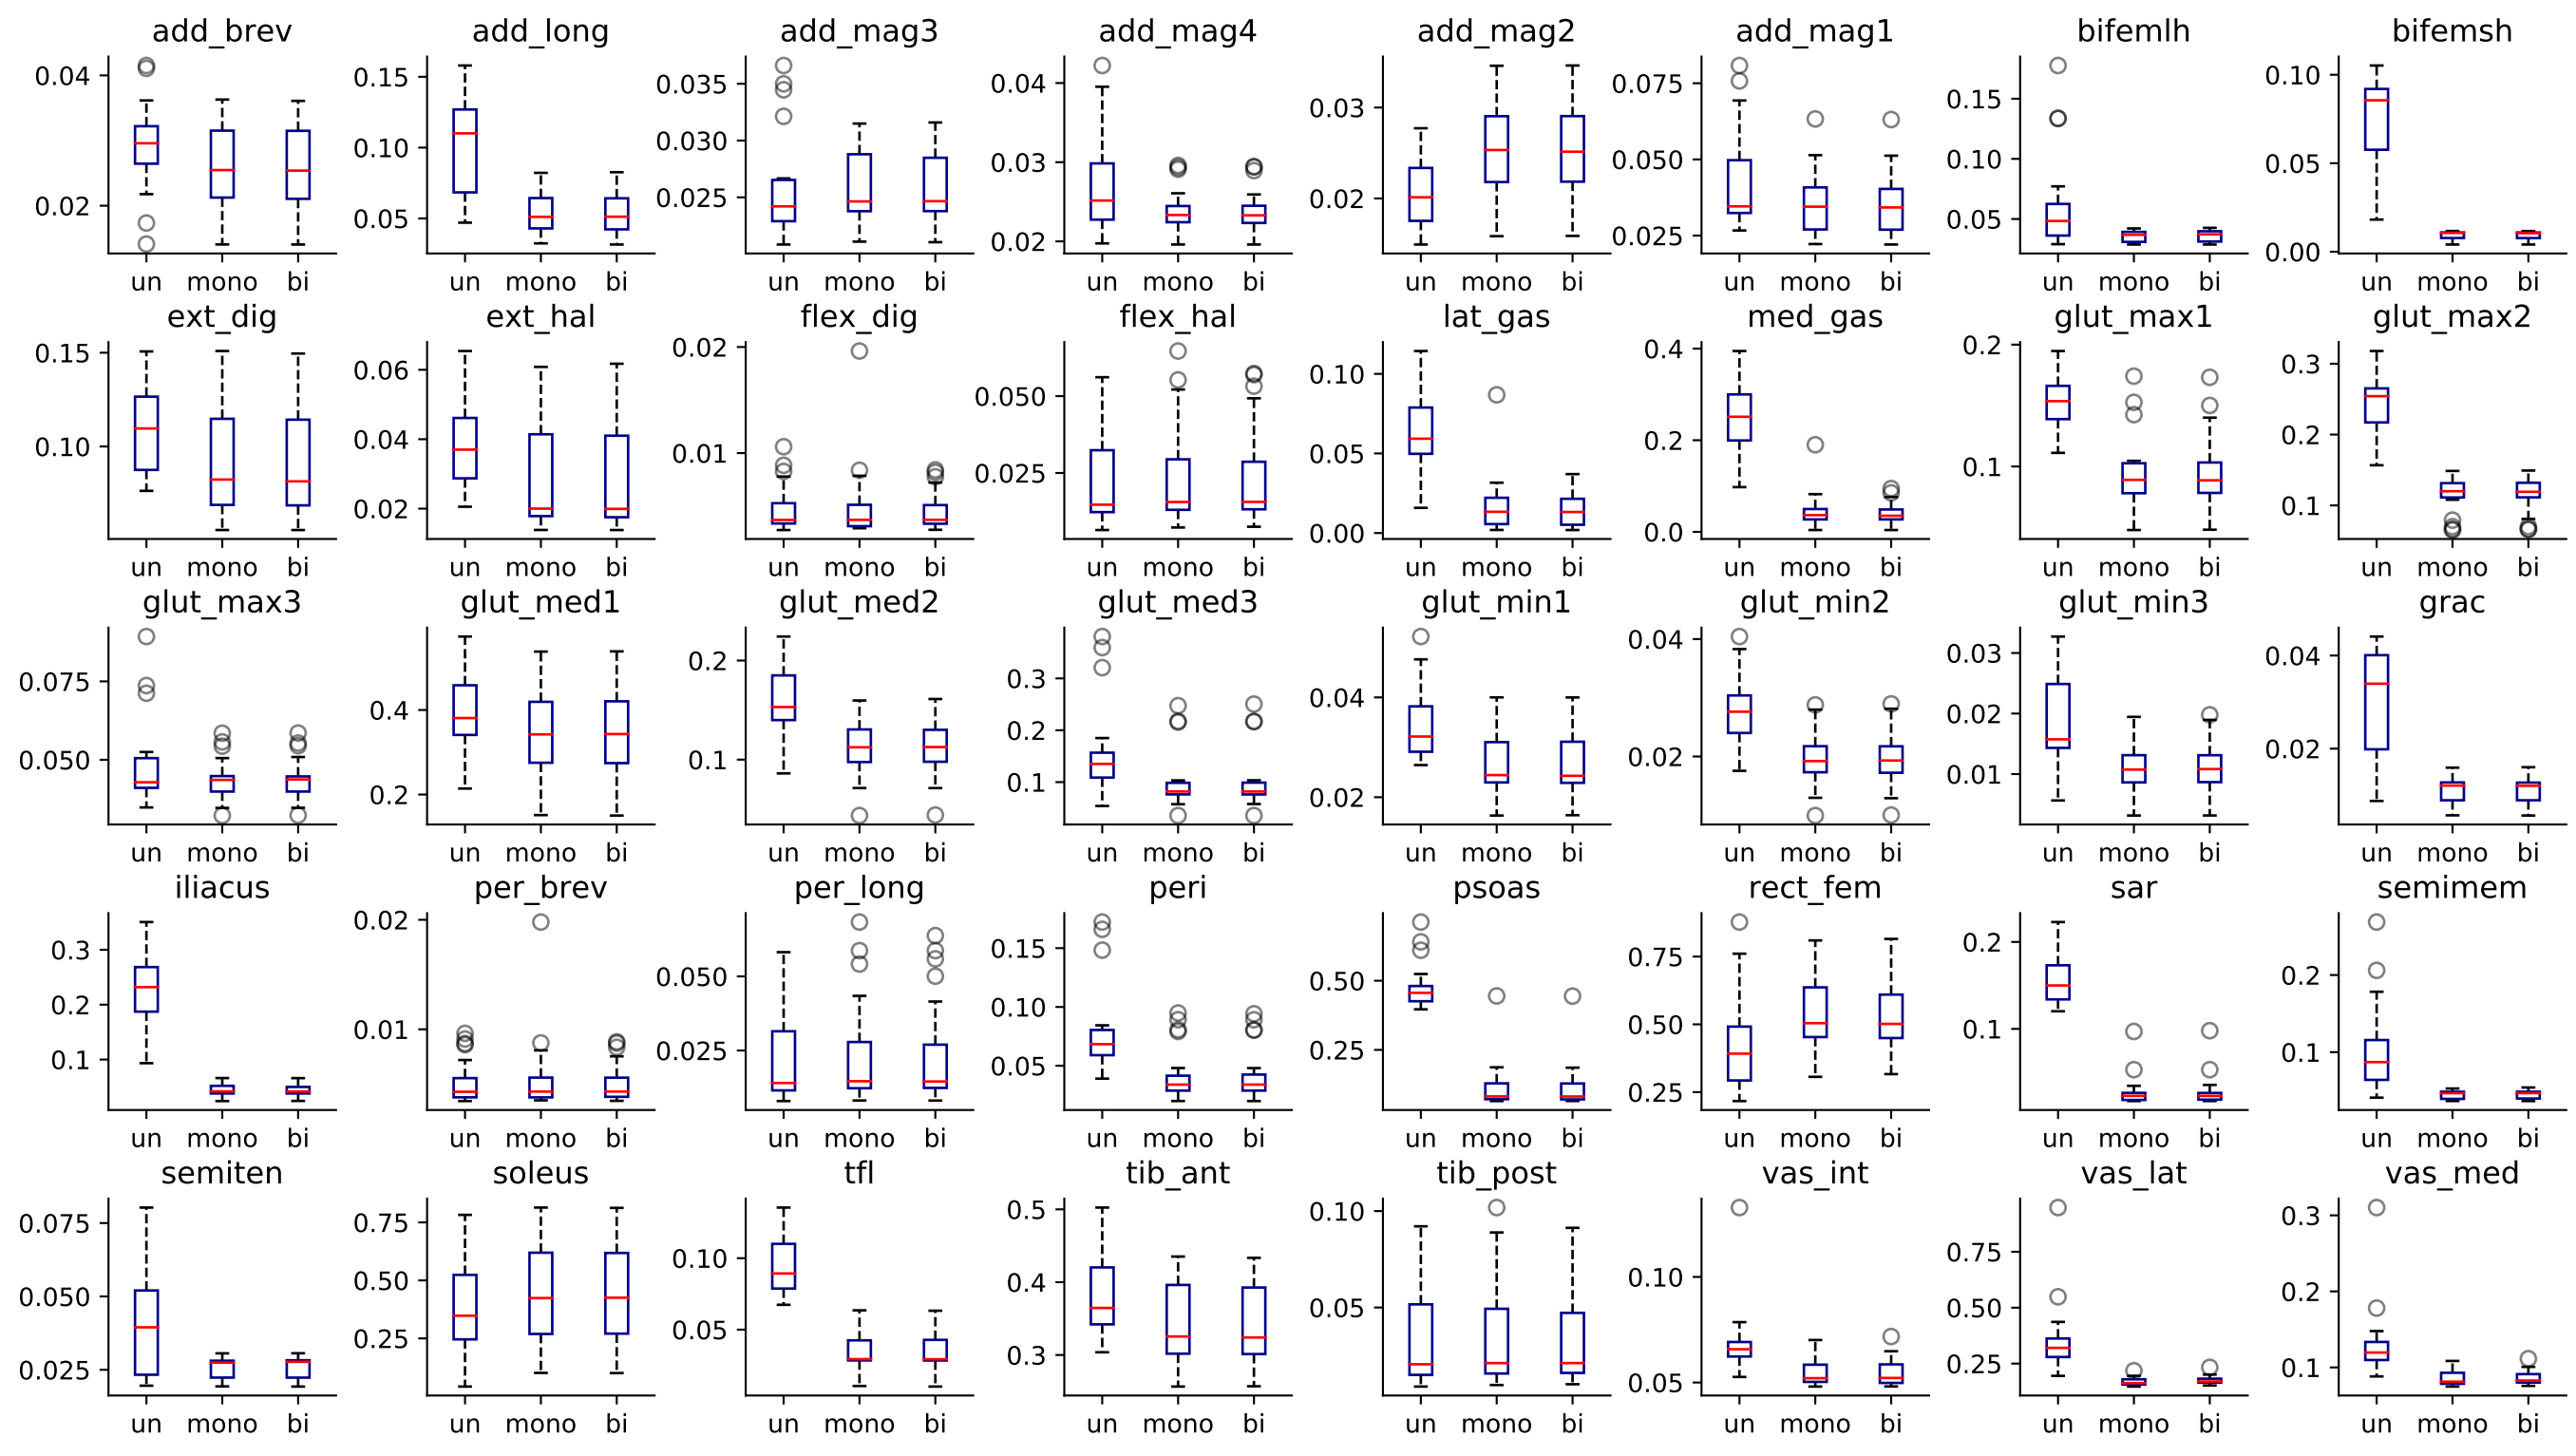 add_brev add_long add_mag3 add_mag4 add_mag2 add_mag1 bifemlh bifemsh
0.04 0.02 0.15 0.10 0.05 0.035 0.030 0.025 0.04 0.03 0.02 0.03 0.02 0.075 0.050 0.025 0.15 0.10 0.05 0.10 0.05 0.00
un mono bi un mono bi un mono bi un mono bi un mono bi un mono bi un mono bi un mono bi
ext_dig ext_hal flex_dig flex_hal lat_gas med_gas glut_max1 glut_max2
0.15 0.10 0.06 0.04 0.02 0.02 0.01 0.050 0.025 0.10 0.05 0.00 0.4 0.2 0.0 0.2 0.1 0.3 0.2 0.1
un mono bi un mono bi un mono bi un mono bi un mono bi un mono bi un mono bi un mono bi
glut_max3 glut_med1 glut_med2 glut_med3 glut_min1 glut_min2 glut_min3 grac
0.075 0.050 0.4 0.2 0.2 0.1 0.3 0.2 0.1 0.04 0.02 0.04 0.02 0.03 0.02 0.01 0.04 0.02
un mono bi un mono bi un mono bi un mono bi un mono bi un mono bi un mono bi un mono bi
iliacus per_brev per_long peri psoas rect_fem sar semimem
0.3 0.2 0.1 0.02 0.01 0.050 0.025 0.15 0.10 0.05 0.50 0.25 0.75 0.50 0.25 0.2 0.1 0.2 0.1
un mono bi un mono bi un mono bi un mono bi un mono bi un mono bi un mono bi un mono bi
semiten soleus tfl tib_ant tib_post vas_int vas_lat vas_med
0.075 0.050 0.025 0.75 0.50 0.25 0.10 0.05 0.5 0.4 0.3 0.10 0.05 0.10 0.05 0.75 0.50 0.25 0.3 0.2 0.1
un mono bi un mono bi un mono bi un mono bi un mono bi un mono bi un mono bi un mono bi